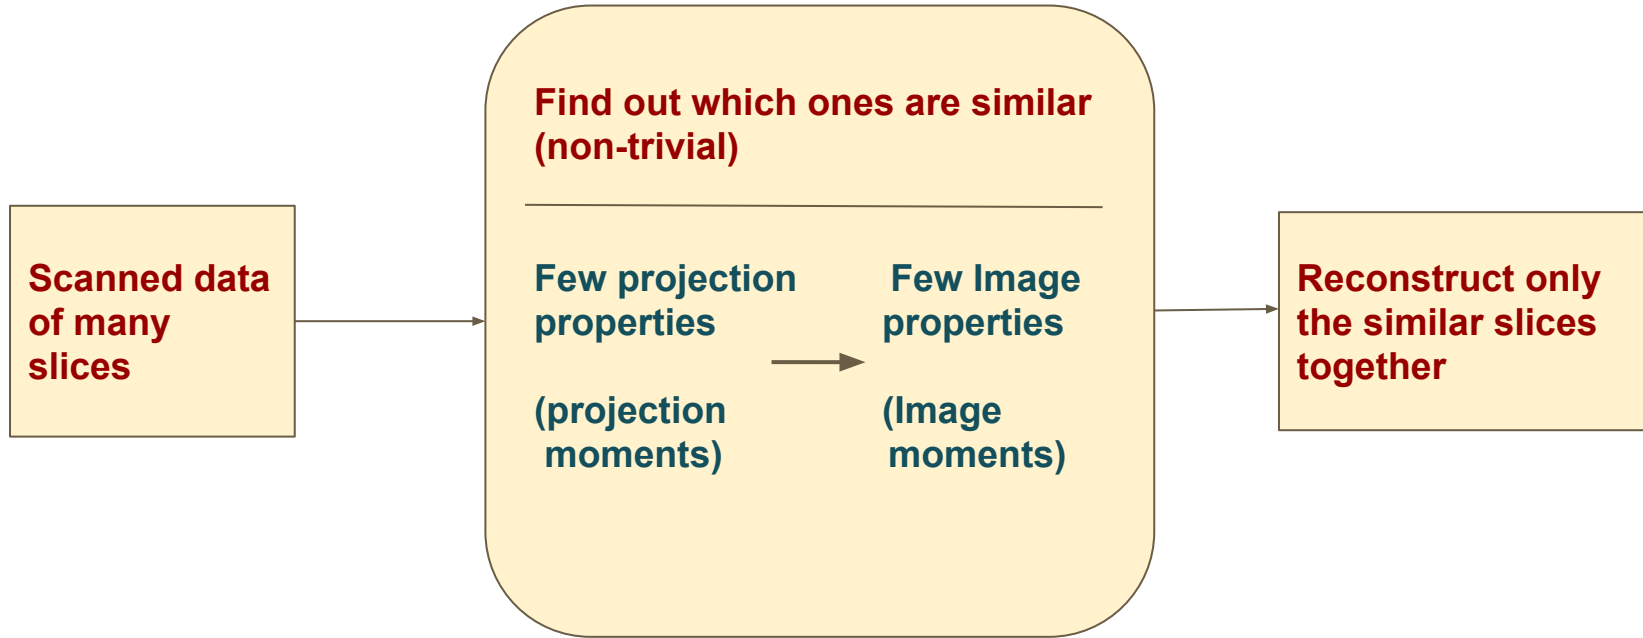 Scanned data
of many
slices
Find out which ones are similar
(non-trivial)
Few projection
properties
(projection
moments)
Few Image
properties
(Image
moments)
Reconstruct only
the similar slices
together